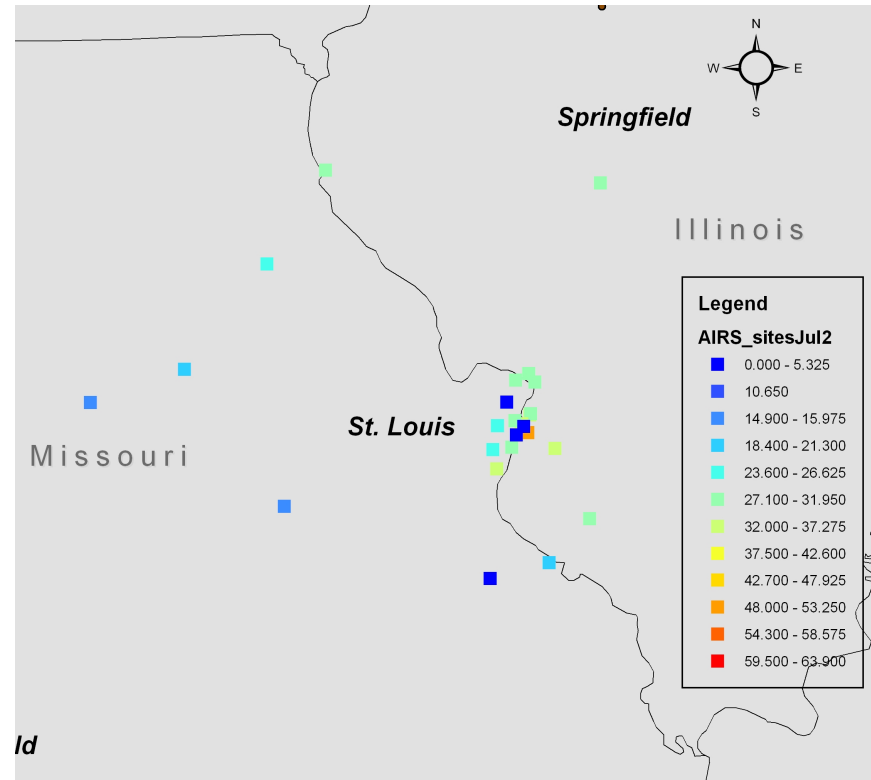 N
W E
S
Springfield
Illinois
Legend
AIRS_sitesJul2
0.000 - 5.325
10.650
14.900 - 15.975
18.400 - 21.300
23.600 - 26.625
27.100 - 31.950
32.000 - 37.275
37.500 - 42.600
42.700 - 47.925
48.000 - 53.250
54.300 - 58.575
59.500 - 63.900
St. Louis
Missouri
ld